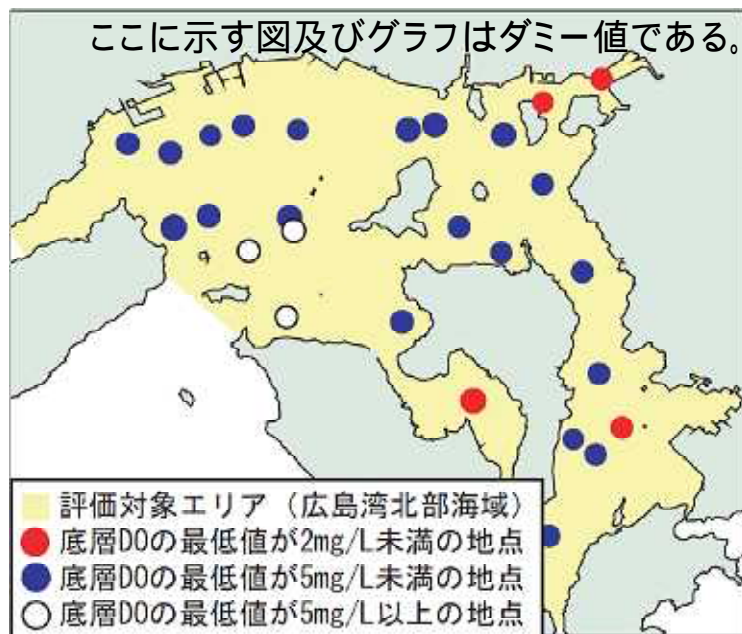 ここに示す図及びグラフはダミー値である。
評価対象エリア（広島湾北部海域）
底層DOの最低値が2mg/L未満の地点
底層DOの最低値が5mg/L未満の地点
底層DOの最低値が5mg/L以上の地点